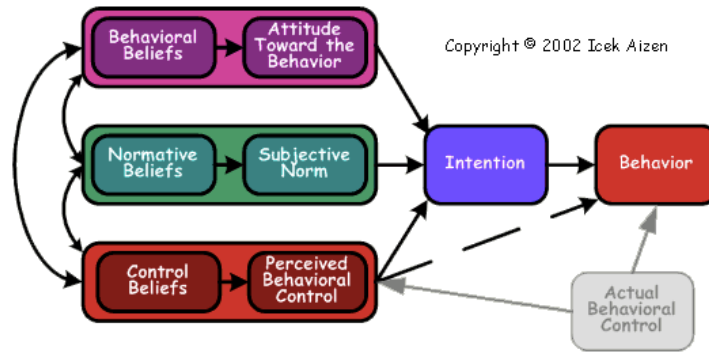 Behavioral
Beliefs
Attitude
Toward the
Behavior
Copyright © 2002 Icek Aizen
Normative
Beliefs
Subjective
Norm
Intention
Behavior
Control
Beliefs
Perceived
Behavioral
Control
Actual
Behavioral
Control